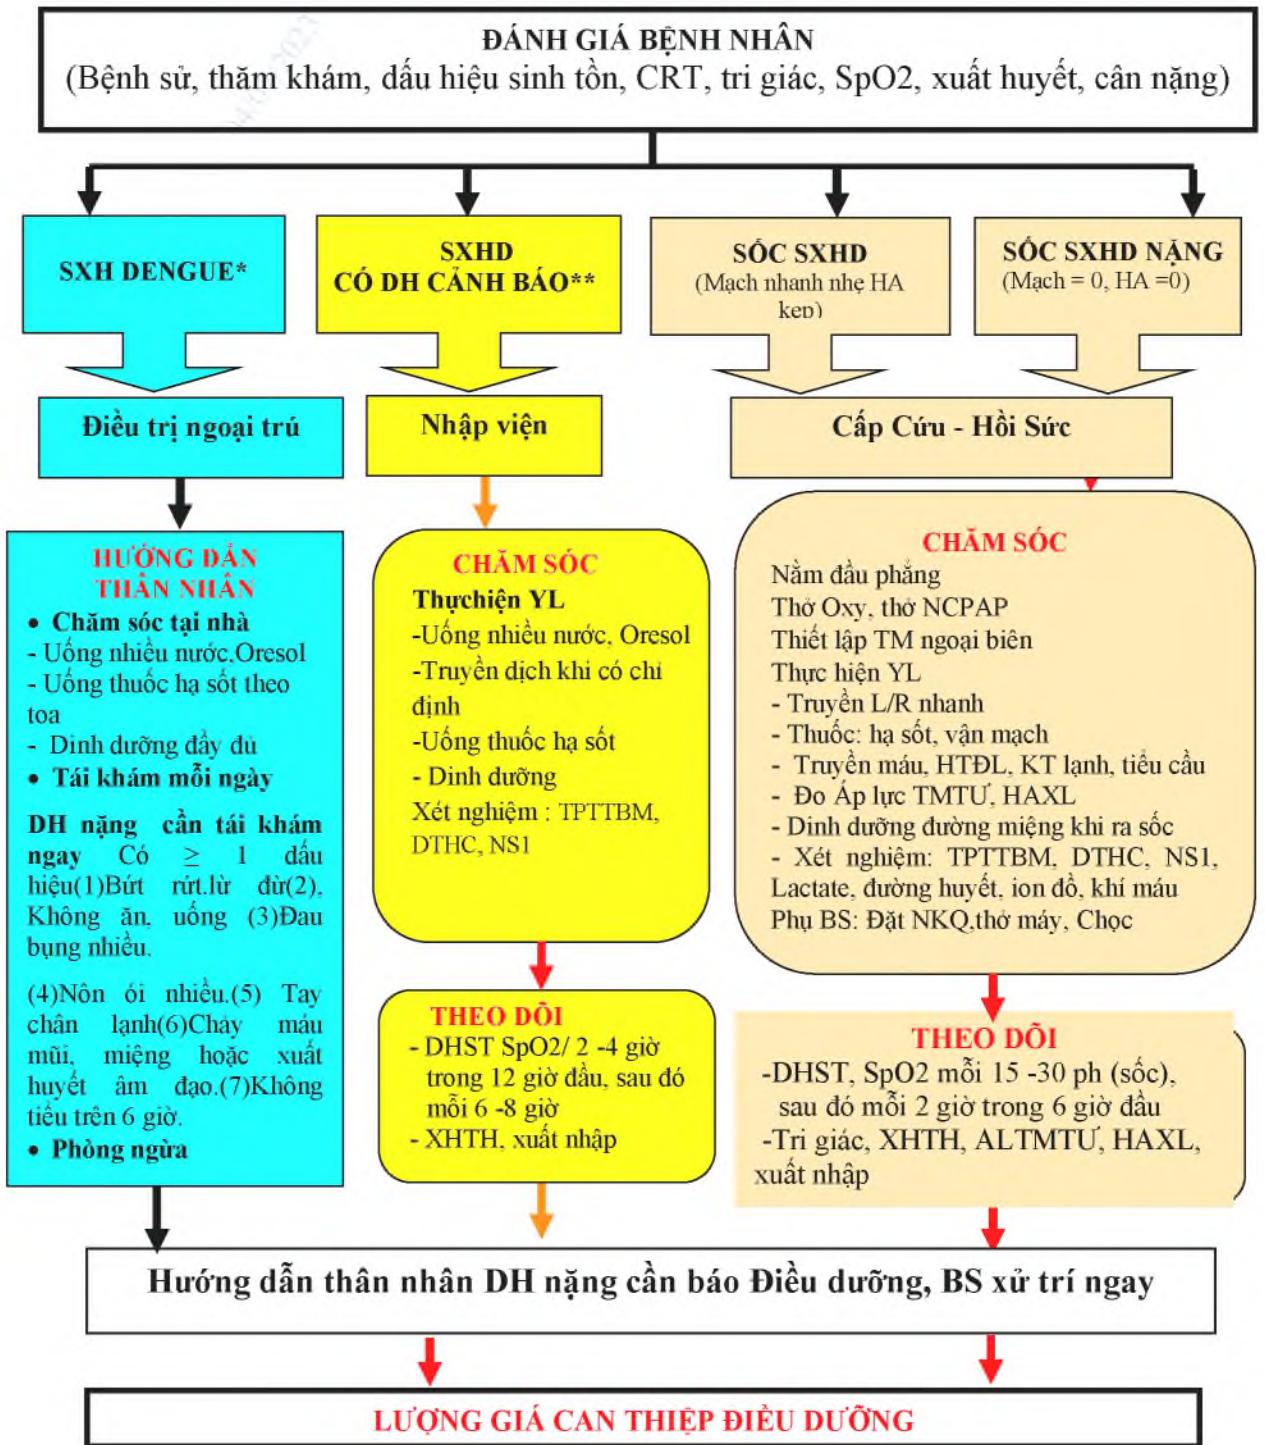 ĐÁNH GIÁ BỆNH NHÂN
(Bệnh sử, thăm khám, dấu hiệu sinh tồn, CRT, tri giác, SpO2, xuất huyết, cân nặng)
SXH DENGUE*
SXHD
CÓ DH CẢNH BÁO**
SỐC SXHD
(Mạch nhanh nhẹ HA
kẹp)
SỐC SXHD NẶNG
(Mạch = 0, HA =0)
Điều trị ngoại trú
Nhập viện
Cấp Cứu - Hồi Sức
HƯỚNG DẪN
THÂN NHÂN
• Chăm sóc tại nhà
- Uống nhiều nước,Oresol
- Uống thuốc hạ sốt theo
toa
- Dinh dưỡng đầy đủ
• Tái khám mỗi ngày
DH nặng cần tái khám
ngay Có ≥ 1 dấu
hiệu(1)Bứt rứt.lừ đừ(2),
Không ăn, uống (3)Đau
bụng nhiều.
(4)Nôn ói nhiều.(5) Tay
chân lạnh(6)Chảy máu
mũi, miệng hoặc xuất
huyết âm đạo.(7)Không
tiểu trên 6 giờ.
• Phòng ngừa
CHĂM SÓC
Thựchiện YL
-Uống nhiều nước, Oresol
-Truyền dịch khi có chỉ
định
-Uống thuốc hạ sốt
- Dinh dưỡng
Xét nghiệm : TPTTBM,
DTHC, NS1
THEO DÕI
- DHST SpO2/ 2 -4 giờ
trong 12 giờ đầu, sau đó
mỗi 6 -8 giờ
- XHTH, xuất nhập
CHĂM SÓC
Nằm đầu phẳng
Thở Oxy, thở NCPAP
Thiết lập TM ngoại biên
Thực hiện YL
- Truyền L/R nhanh
- Thuốc: hạ sốt, vận mạch
- Truyền máu, HTĐL, KT lạnh, tiểu cầu
- Đo Áp lực TMTƯ, HAXL
- Dinh dưỡng đường miệng khi ra sốc
- Xét nghiệm: TPTTBM, DTHC, NS1,
Lactate, đường huyết, ion đồ, khí máu
Phụ BS: Đặt NKQ,thở máy, Chọc
THEO DÕI
-DHST, SpO2 mỗi 15 -30 ph (sốc),
sau đó mỗi 2 giờ trong 6 giờ đầu
-Tri giác, XHTH, ALTMTƯ, HAXL,
xuất nhập
Hướng dẫn thân nhân DH nặng cần báo Điều dưỡng, BS xử trí ngay
LƯỢNG GIÁ CAN THIỆP ĐIỀU DƯỠNG